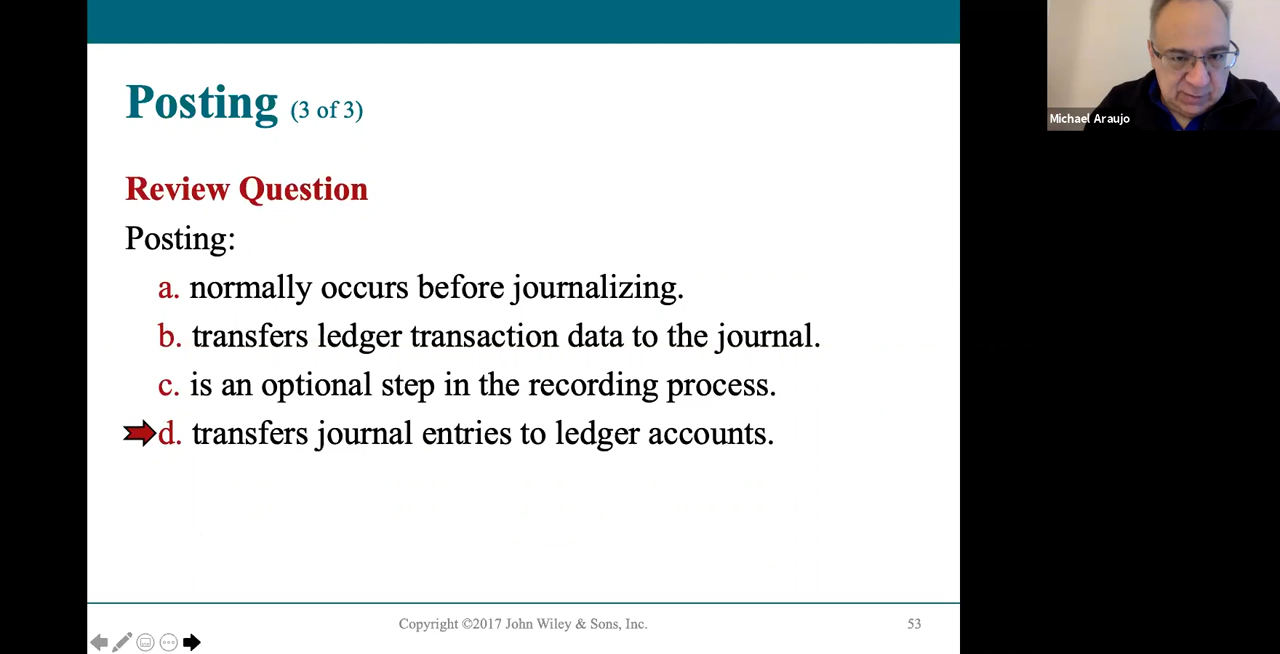 Posting (3 of 3)
Review Question
Posting:
a. normally occurs before journalizing.
b. transfers ledger transaction data to the journal.
c. is an optional step in the recording process.
d. transfers journal entries to ledger accounts.
Copyright ©2017 John Wiley & Sons, Inc.
53
Michael Araujo